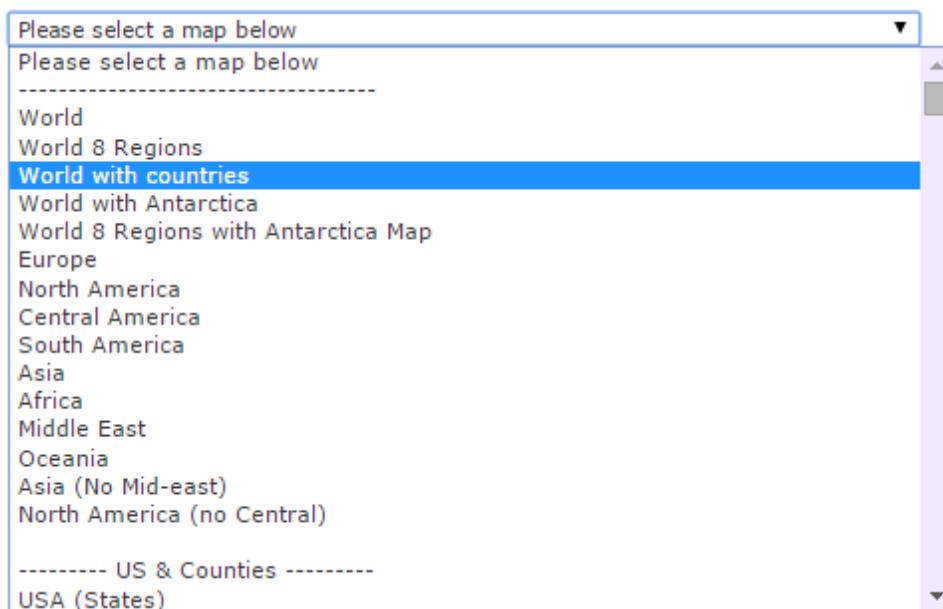 Please select a map below
Please select a map below
------------------------------------
World
World 8 Regions
World with countries
World with Antarctica
World 8 Regions with Antarctica Map
Europe
North America
Central America
South America
Asia
Africa
Middle East
Oceania
Asia (No Mid-east)
North America (no Central)
--------- US & Counties ---------
USA (States)